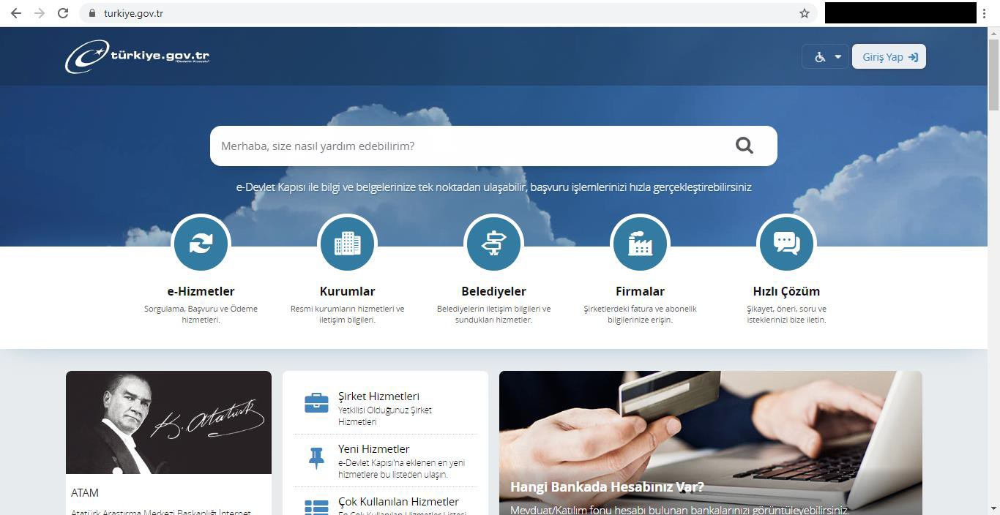 turkiye.gov.tr
türkiye.gov.tr
"Devletin Kısayolu"
Giriş Yap
Merhaba, size nasıl yardım edebilirim?
e-Devlet Kapısı ile bilgi ve belgelerinize tek noktadan ulaşabilir, başvuru işlemlerinizi hızla gerçekleştirebilirsiniz
e-Hizmetler
Sorgulama, Başvuru ve Ödeme
hizmetleri.
Kurumlar
Resmi kurumların hizmetleri ve
iletişim bilgileri.
Belediyeler
Belediyelerin iletişim bilgileri ve
sundukları hizmetler.
Firmalar
Şirketlerdeki fatura ve abonelik
bilgilerinize erişin.
Hızlı Çözüm
Şikayet, öneri, soru ve
isteklerinizi bize iletin.
K. Atatürk
ATAM
Atatürk Araştırma Merkezi Başkanlığı İnternet
Şirket Hizmetleri
Yetkilisi Olduğunuz Şirket
Hizmetleri
Yeni Hizmetler
e-Devlet Kapısı'na eklenen en yeni
hizmetlere bu listeden ulaşın.
Çok Kullanılan Hizmetler
En Çok Kullanılan Hizmetler Listesi
Hangi Bankada Hesabınız Var?
Mevduat/Katılım fonu hesabı bulunan bankalarınızı görüntüleyebilirsiniz.